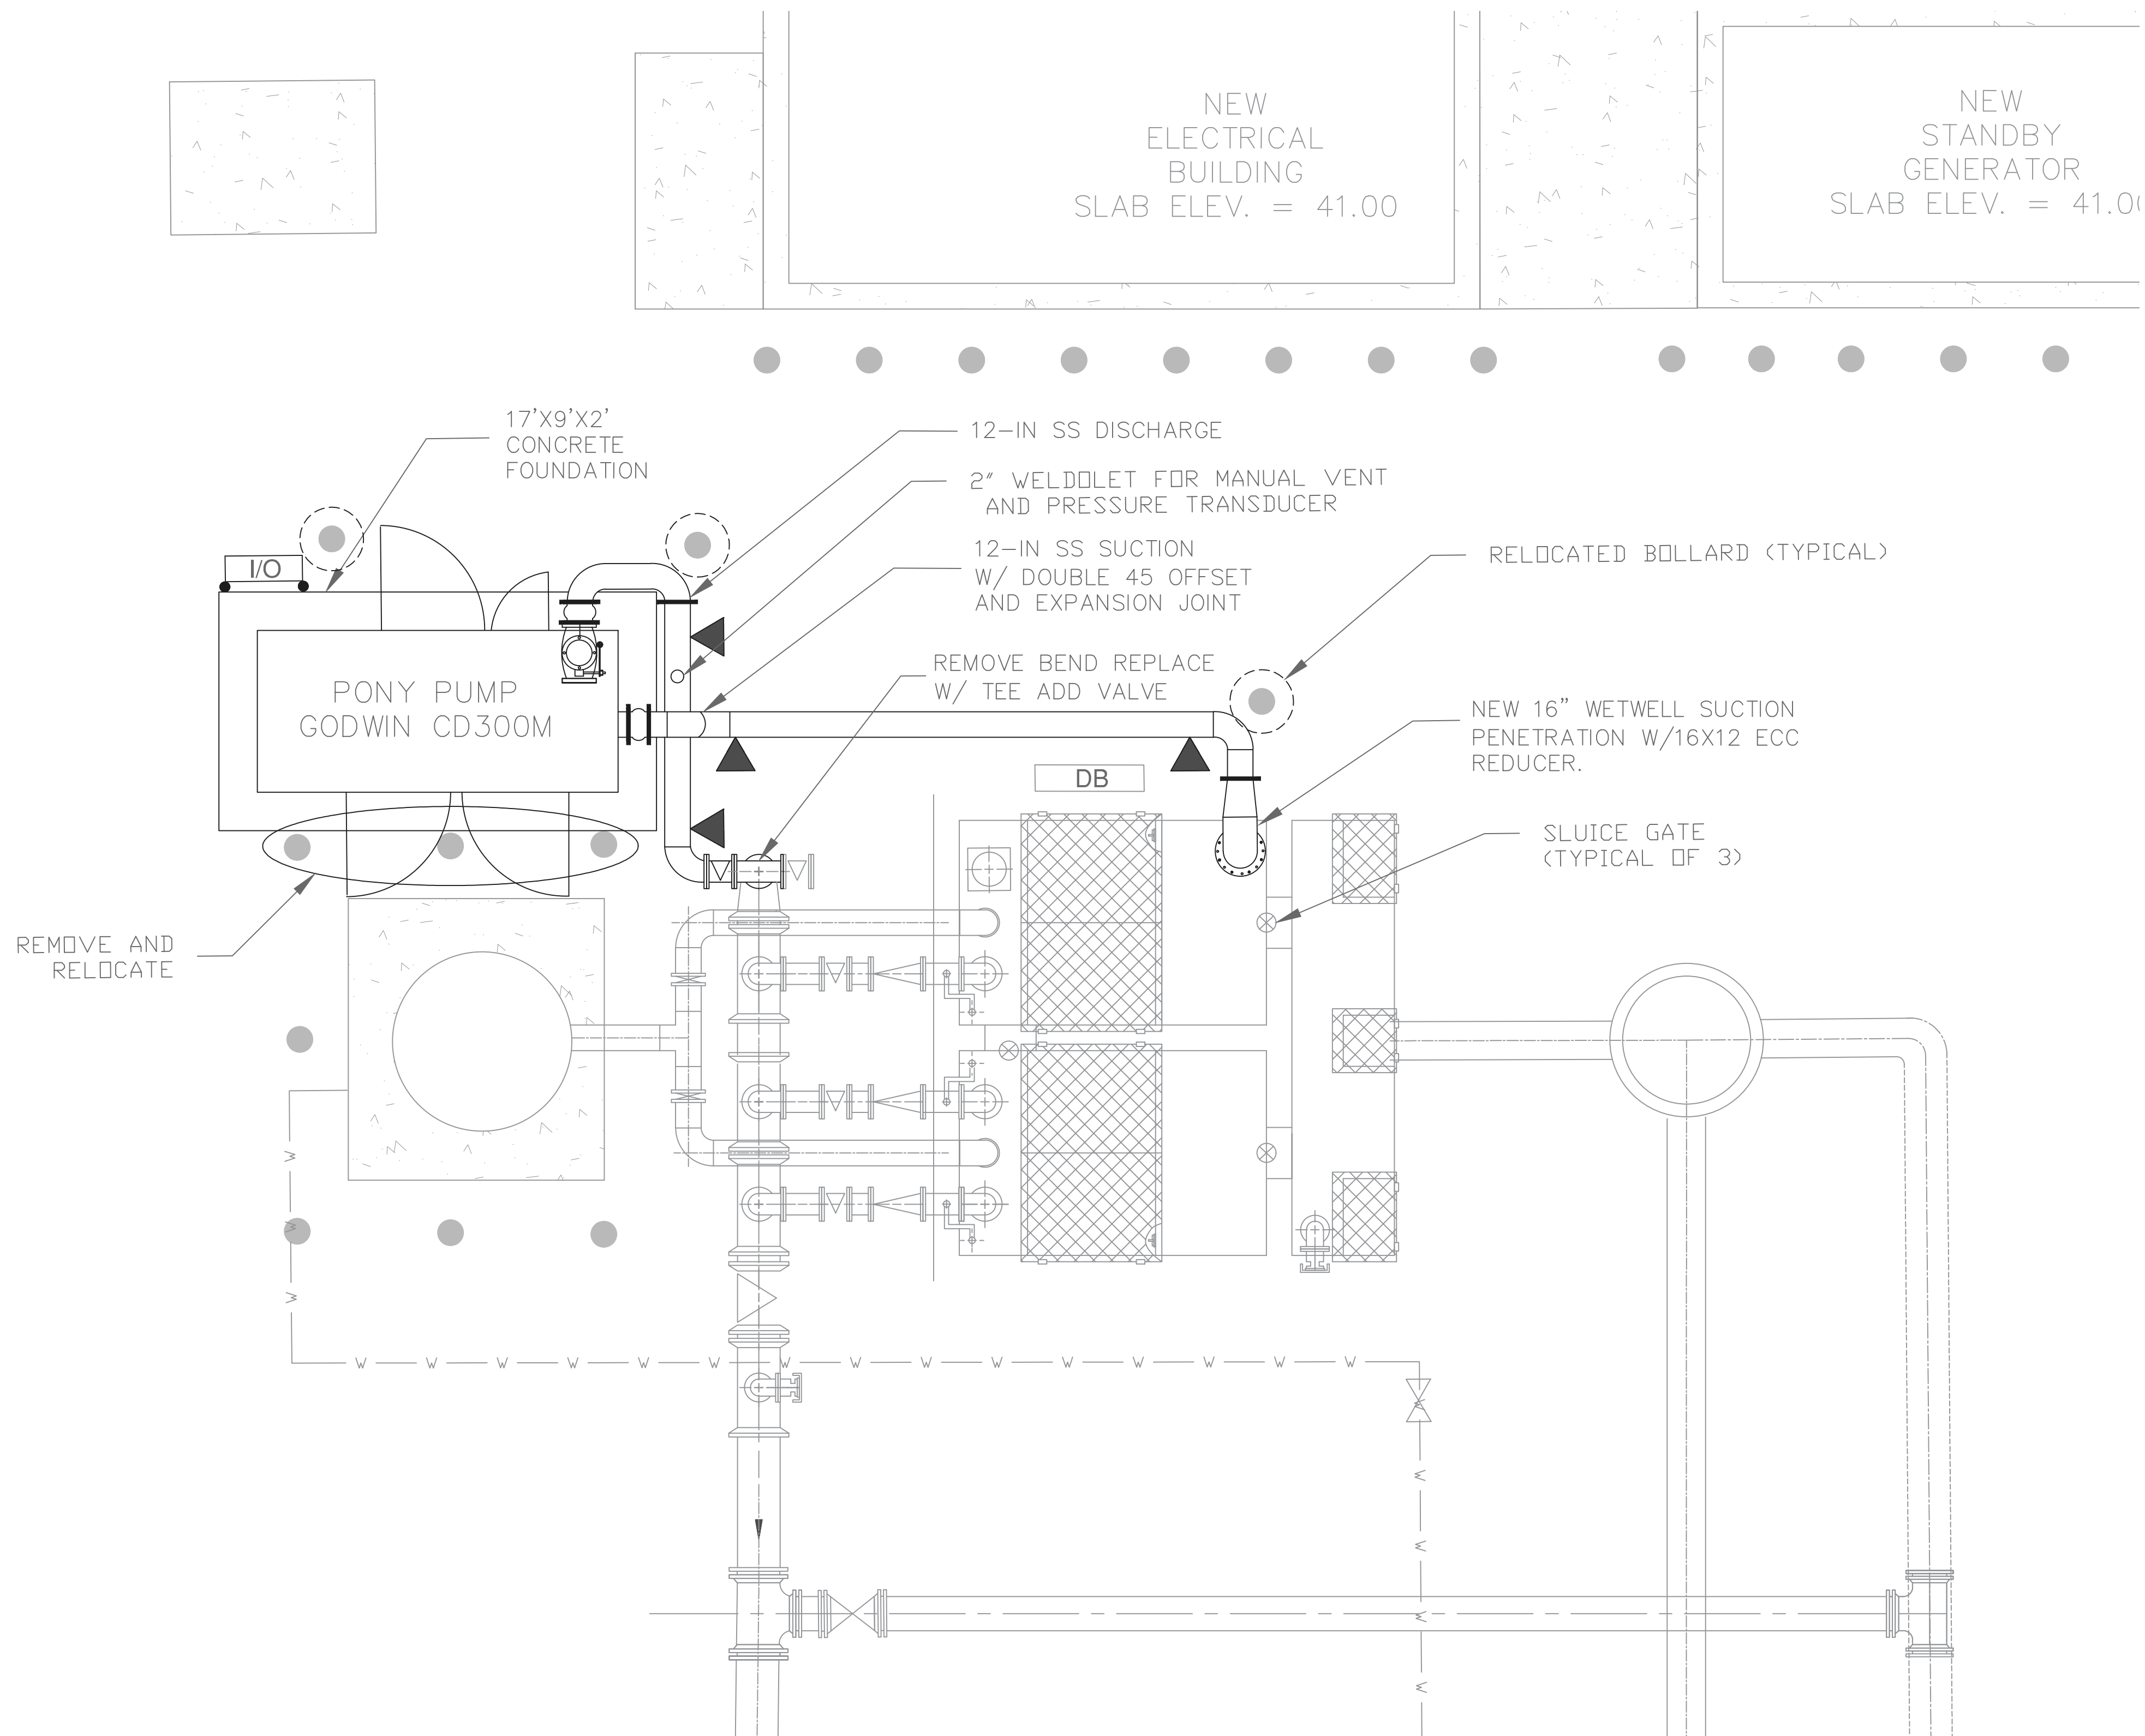 NEW
ELECTRICAL
BUILDING
SLAB ELEV. = 41.00
NEW
STANDBY
GENERATOR
SLAB ELEV. = 41.00
17'X9'X2'
CONCRETE
FOUNDATION
12-IN SS DISCHARGE
2" WELDOLET FOR MANUAL VENT
AND PRESSURE TRANSDUCER
12-IN SS SUCTION
W/ DOUBLE 45 OFFSET
AND EXPANSION JOINT
RELOCATED BOLLARD (TYPICAL)
I/O
REMOVE BEND REPLACE
W/ TEE ADD VALVE
PONY PUMP
GODWIN CD300M
NEW 16" WETWELL SUCTION
PENETRATION W/16X12 ECC
REDUCER.
DB
SLUICE GATE
(TYPICAL OF 3)
REMOVE AND
RELOCATE
W
W
W
W W W W W W W W W W W W W W W
W
W
W
W
W